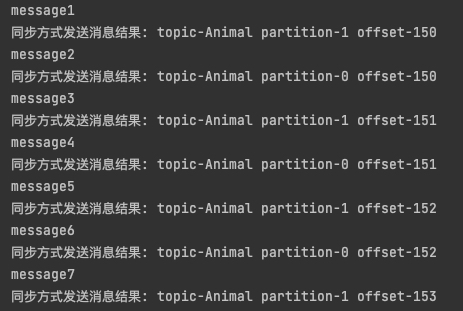 message1
同步方式发送消息结果: topic-Animal partition-1 offset-150
message2
同步方式发送消息结果: topic-Animal partition-0 offset-150
message3
同步方式发送消息结果: topic-Animal partition-1 offset-151
message4
同步方式发送消息结果: topic-Animal partition-0 offset-151
message5
同步方式发送消息结果: topic-Animal partition-1 offset-152
message6
同步方式发送消息结果: topic-Animal partition-0 offset-152
message7
同步方式发送消息结果: topic-Animal partition-1 offset-153